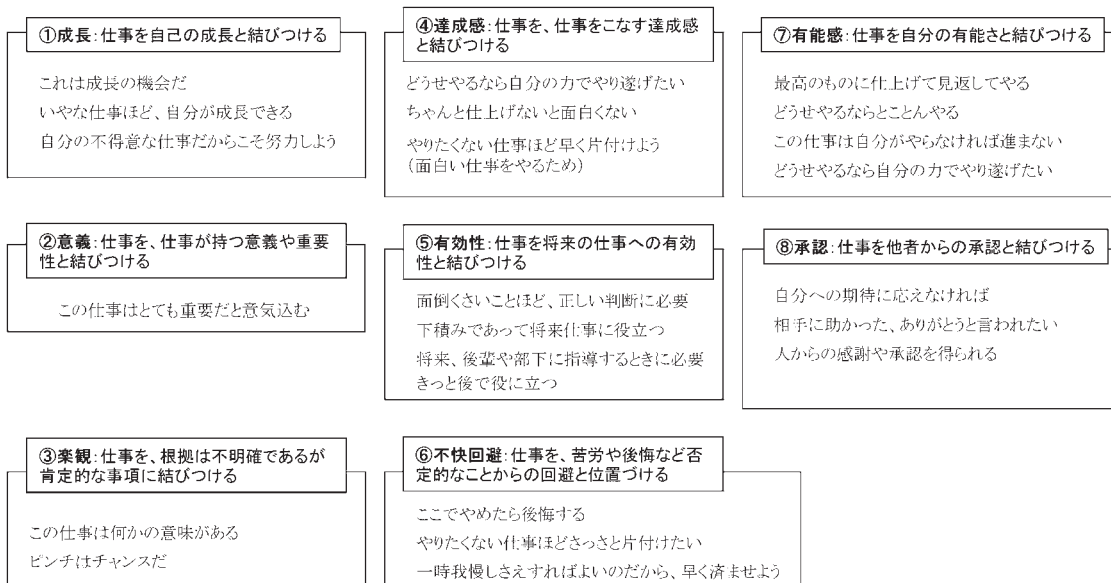 ①成長：仕事を自己の成長と結びつける
これは成長の機会だ
いやな仕事ほど、自分が成長できる
自分の不得意な仕事だからこそ努力しよう
②意義：仕事を、仕事が持つ意義や重要
性と結びつける
この仕事はとても重要だと意気込む
③楽観：仕事を、根拠は不明確であるが
肯定的な事項に結びつける
この仕事は何かの意味がある
ピンチはチャンスだ
④達成感：仕事を、仕事をこなす達成感
と結びつける
どうせやるなら自分の力でやり遂げたい
ちゃんと仕上げないと面白くない
やりたくない仕事ほど早く片付けよう
（面白い仕事をやるため）
⑤有効性：仕事を将来の仕事への有効
性と結びつける
面倒くさいことほど、正しい判断に必要
下積みであって将来仕事に役立つ
将来、後輩や部下に指導するときに必要
きっと後で役に立つ
⑥不快回避：仕事を、苦労や後悔など否
定的なことからの回避と位置づける
ここでやめたら後悔する
やりたくない仕事ほどさっさと片付けたい
一時我慢しさえすればよいのだから、早く済ませよう
⑦有能感：仕事を自分の有能さと結びつける
最高のものに仕上げて見返してやる
どうせやるならとことんやる
この仕事は自分がやらなければ進まない
どうせやるなら自分の力でやり遂げたい
⑧承認：仕事を他者からの承認と結びつける
自分への期待に応えなければ
相手に助かった、ありがとうと言われたい
人からの感謝や承認を得られる